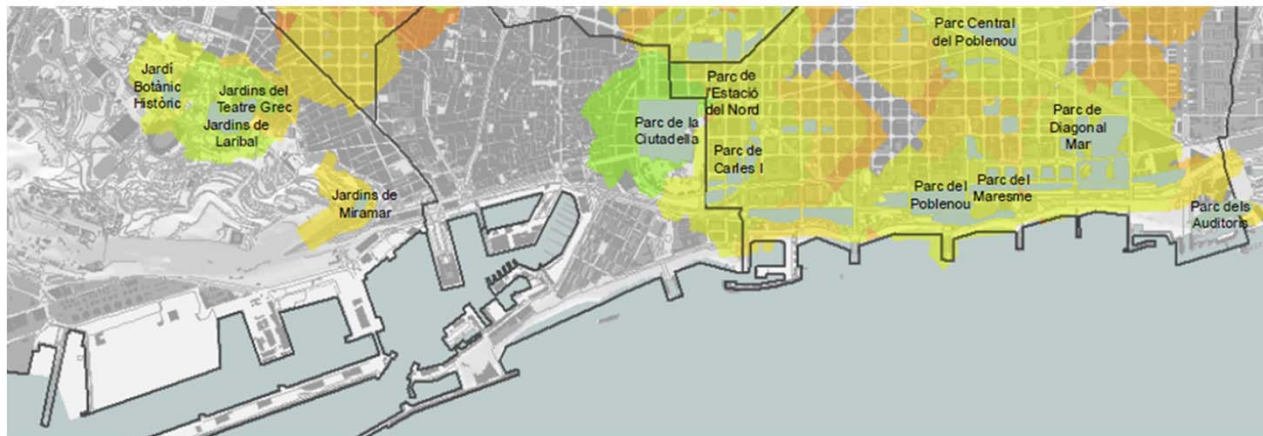 Parc Central
del Poblenou
Jardí
Botànic
Històric
Jardins del
Teatre Grec
Jardins de
Laribal
Parc de
l'Estació
del Nord
Parc de la
Ciutadella
Parc de
Carles I
Parc de
Diagonal
Mar
Jardins de
Miramar
Parc del
Poblenou
Parc del
Maresme
Parc dels
Auditoris